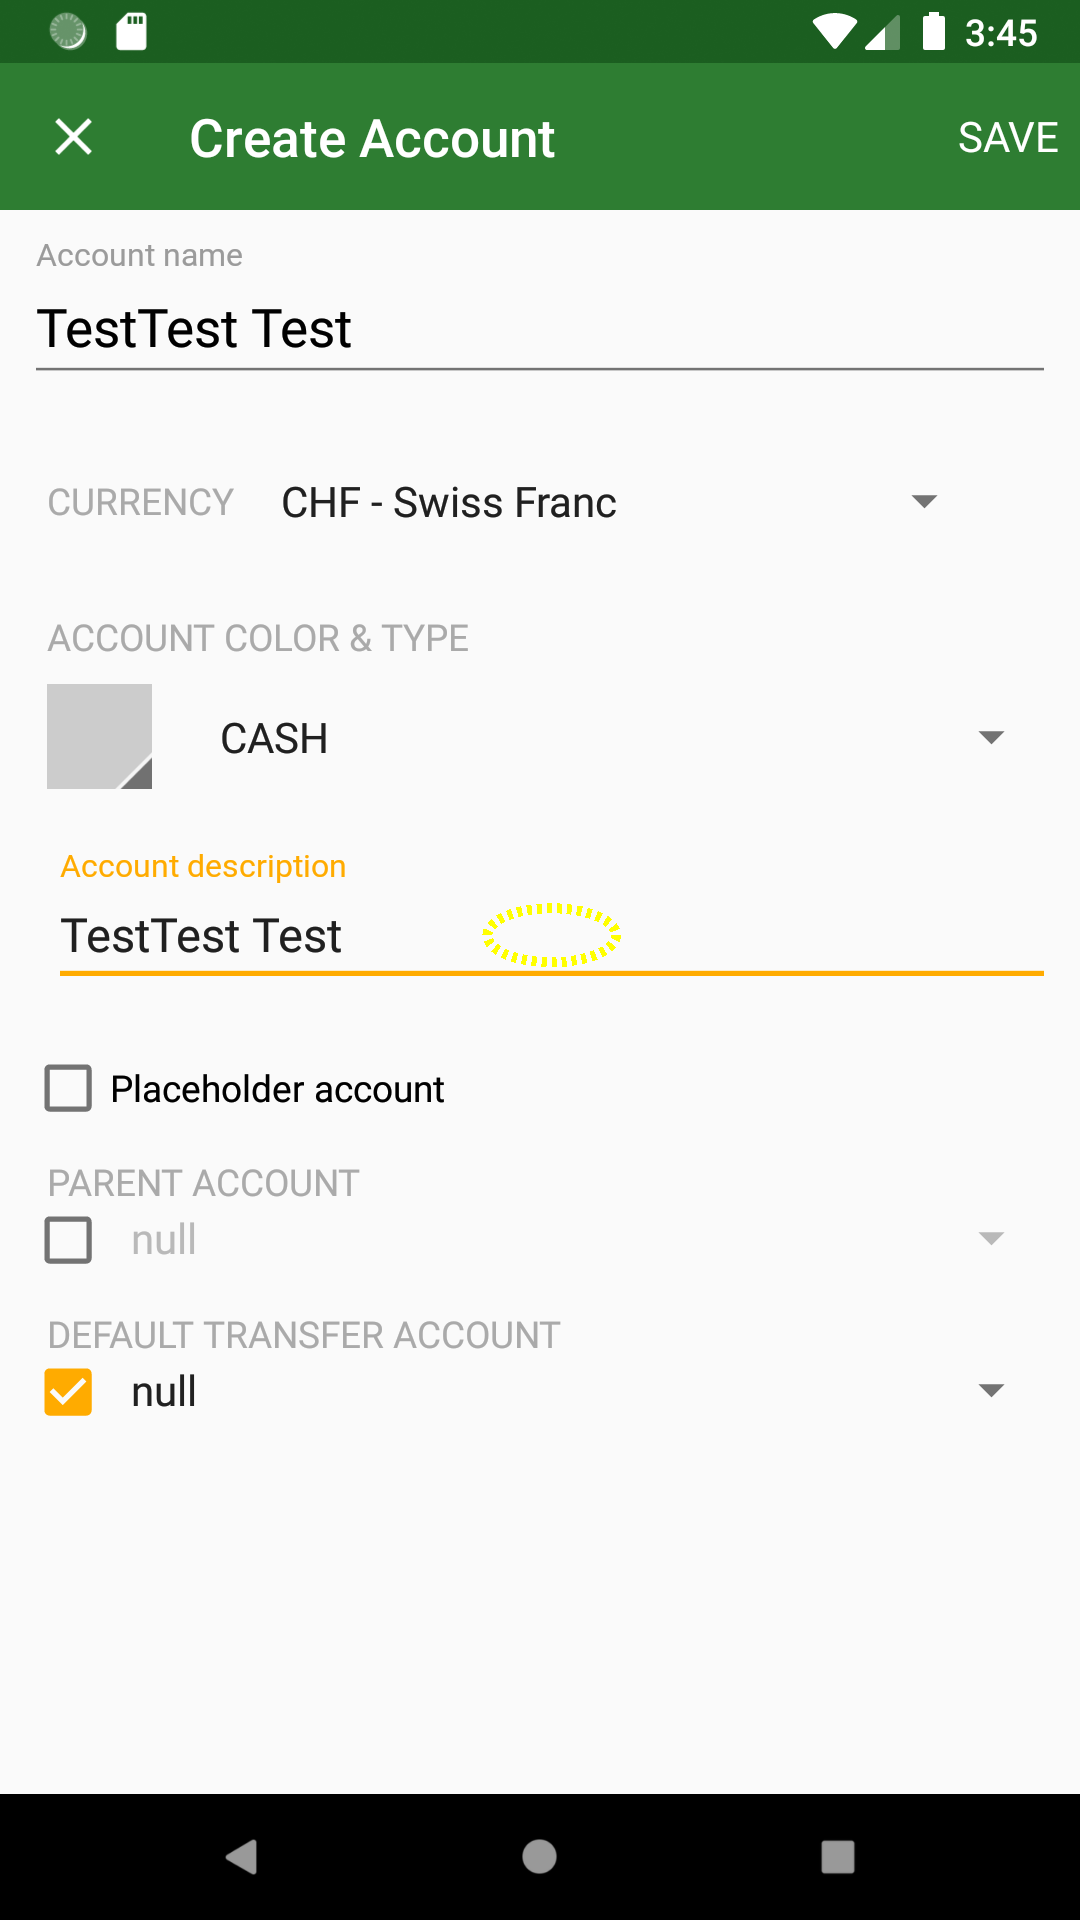 3:45
Create Account
SAVE
Account name
TestTest Test
CURRENCY CHF - Swiss Franc
ACCOUNT COLOR & TYPE
CASH
Account description
TestTest Test
Placeholder account
PARENT ACCOUNT
null
DEFAULT TRANSFER ACCOUNT
null